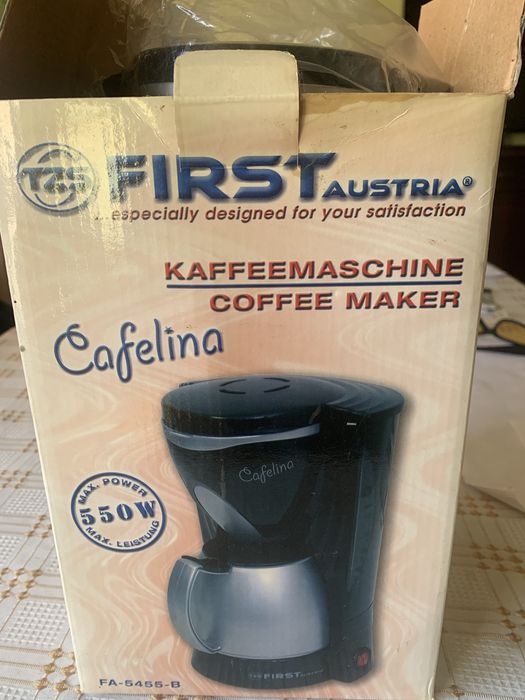 TZS FIRST AUSTRIA®
...especially designed for your satisfaction
KAFFEEMASCHINE
COFFEE MAKER
Cafelina
Cafelina
MAX. POWER
550W
MAX. LEISTUNG
FIRST AUSTRIA
FA-5455-B